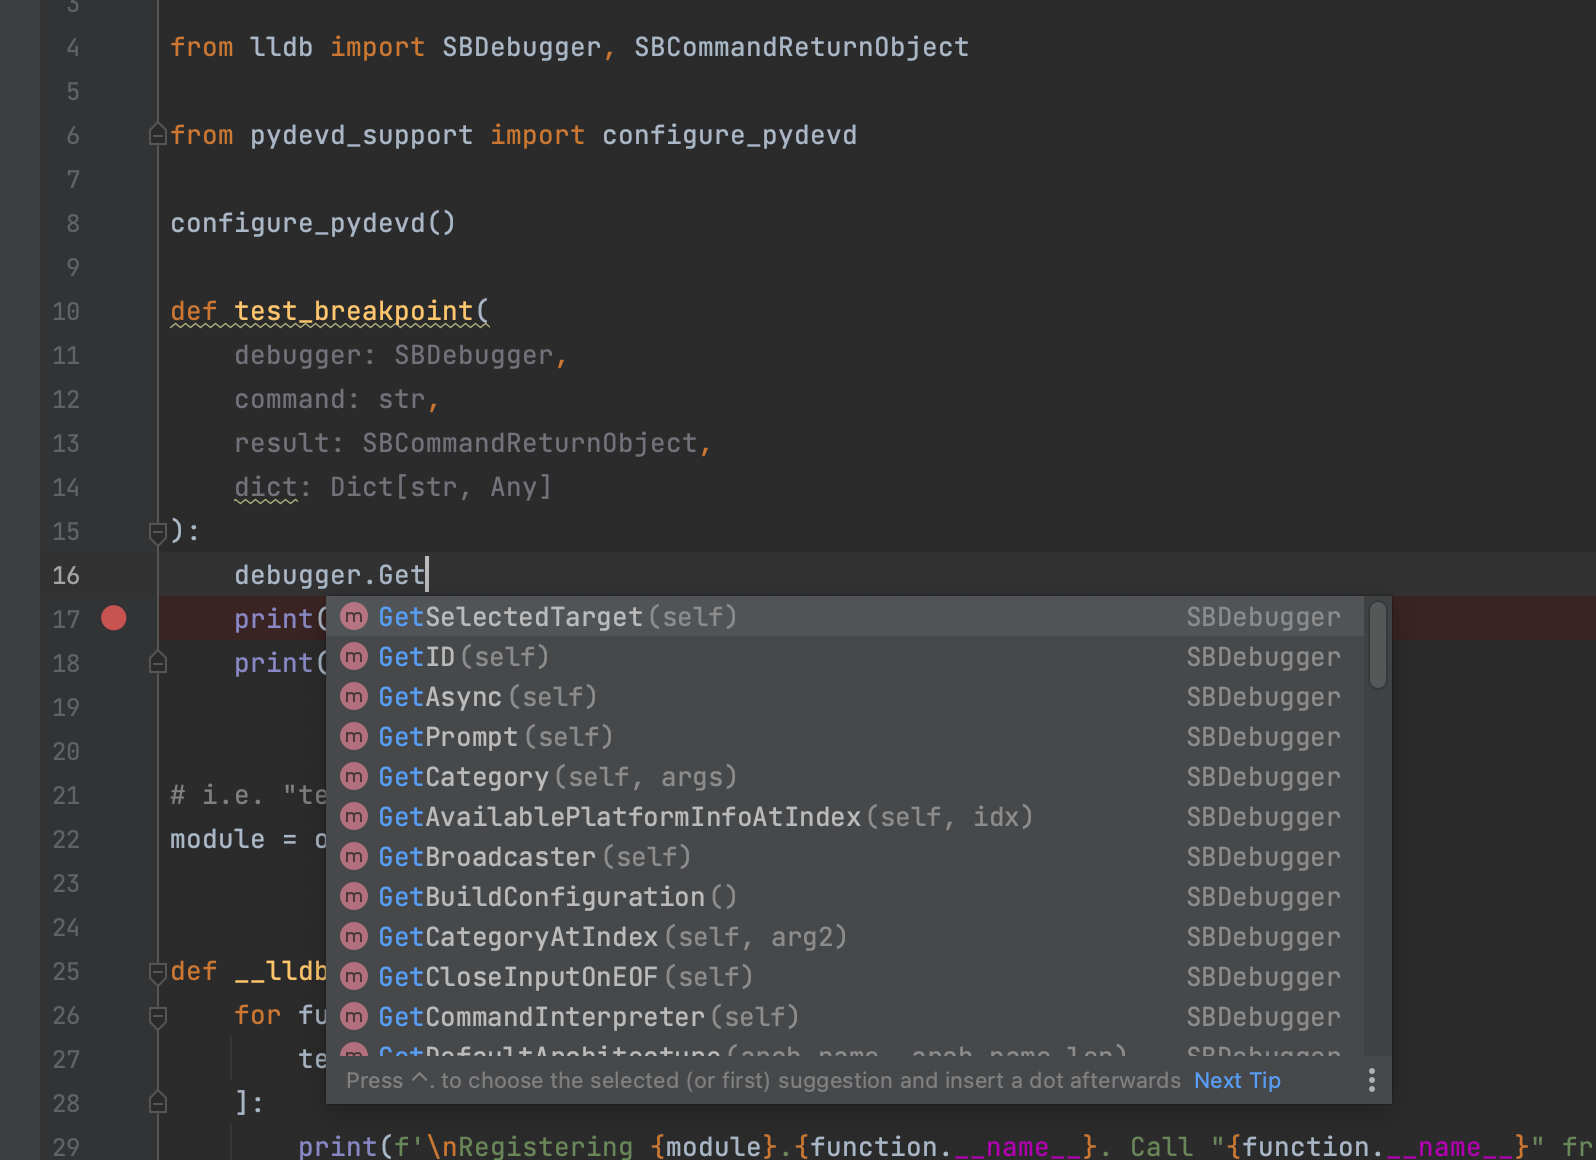 3
4 from lldb import SBDebugger, SBCommandReturnObject
5
6 from pydevd_support import configure_pydevd
7
8 configure_pydevd()
9
10 def test_breakpoint(
11 debugger: SBDebugger,
12 command: str,
13 result: SBCommandReturnObject,
14 dict: Dict[str, Any]
15 ):
16 debugger.Get
17 print(
m GetSelectedTarget(self) SBDebugger
18 print(
m GetID(self) SBDebugger
19
m GetAsync(self) SBDebugger
20
m GetPrompt(self) SBDebugger
21 # i.e. "te
m GetCategory(self, args) SBDebugger
22 module = o
m GetAvailablePlatformInfoAtIndex(self, idx) SBDebugger
23
m GetBroadcaster(self) SBDebugger
24
m GetBuildConfiguration() SBDebugger
m GetCategoryAtIndex(self, arg2) SBDebugger
25 def __lldb
m GetCloseInputOnEOF(self) SBDebugger
26 for fu
m GetCommandInterpreter(self) SBDebugger
27 te
m GetDefaultArchitecture(arch_name, arch_name_len) SBDebugger
Press ^. to choose the selected (or first) suggestion and insert a dot afterwards Next Tip
28 ]:
29 print(f'\nRegistering {module}.{function.__name__}. Call "{function.__name__}" fr